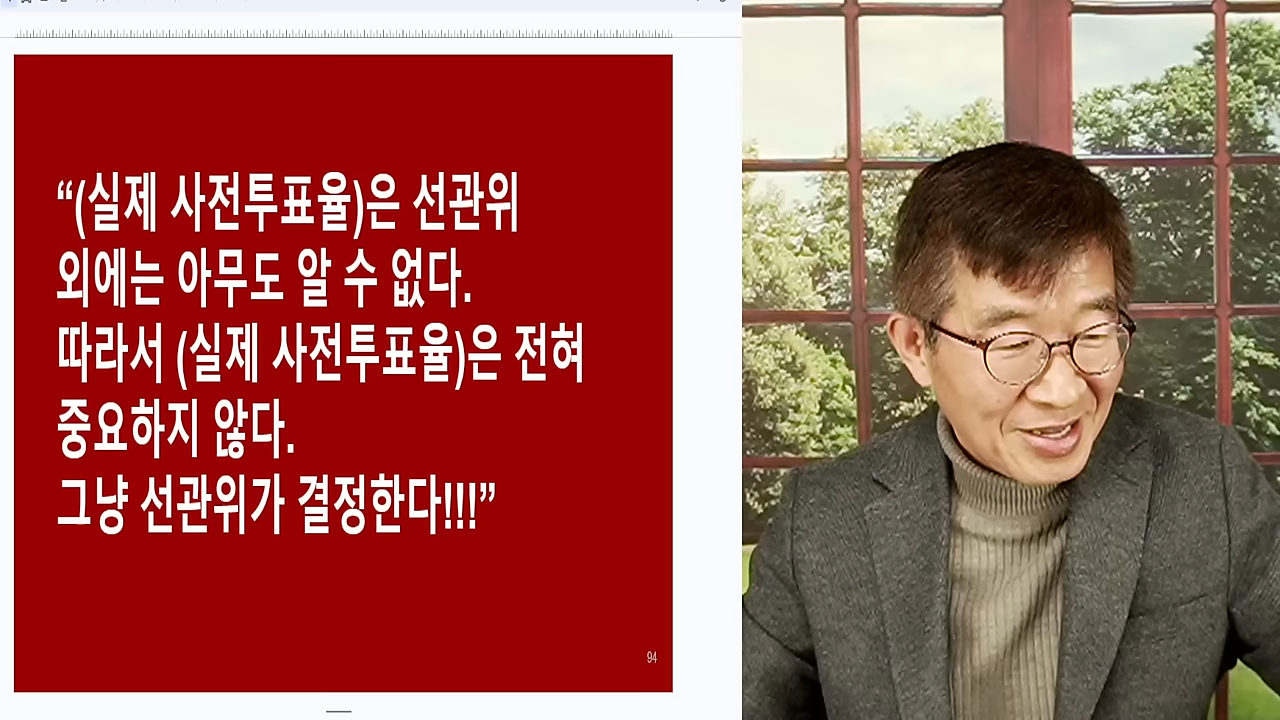 “(실제 사전투표율)은 선관위
외에는 아무도 알 수 없다.
따라서 (실제 사전투표율)은 전혀
중요하지 않다.
그냥 선관위가 결정한다!!!”
94